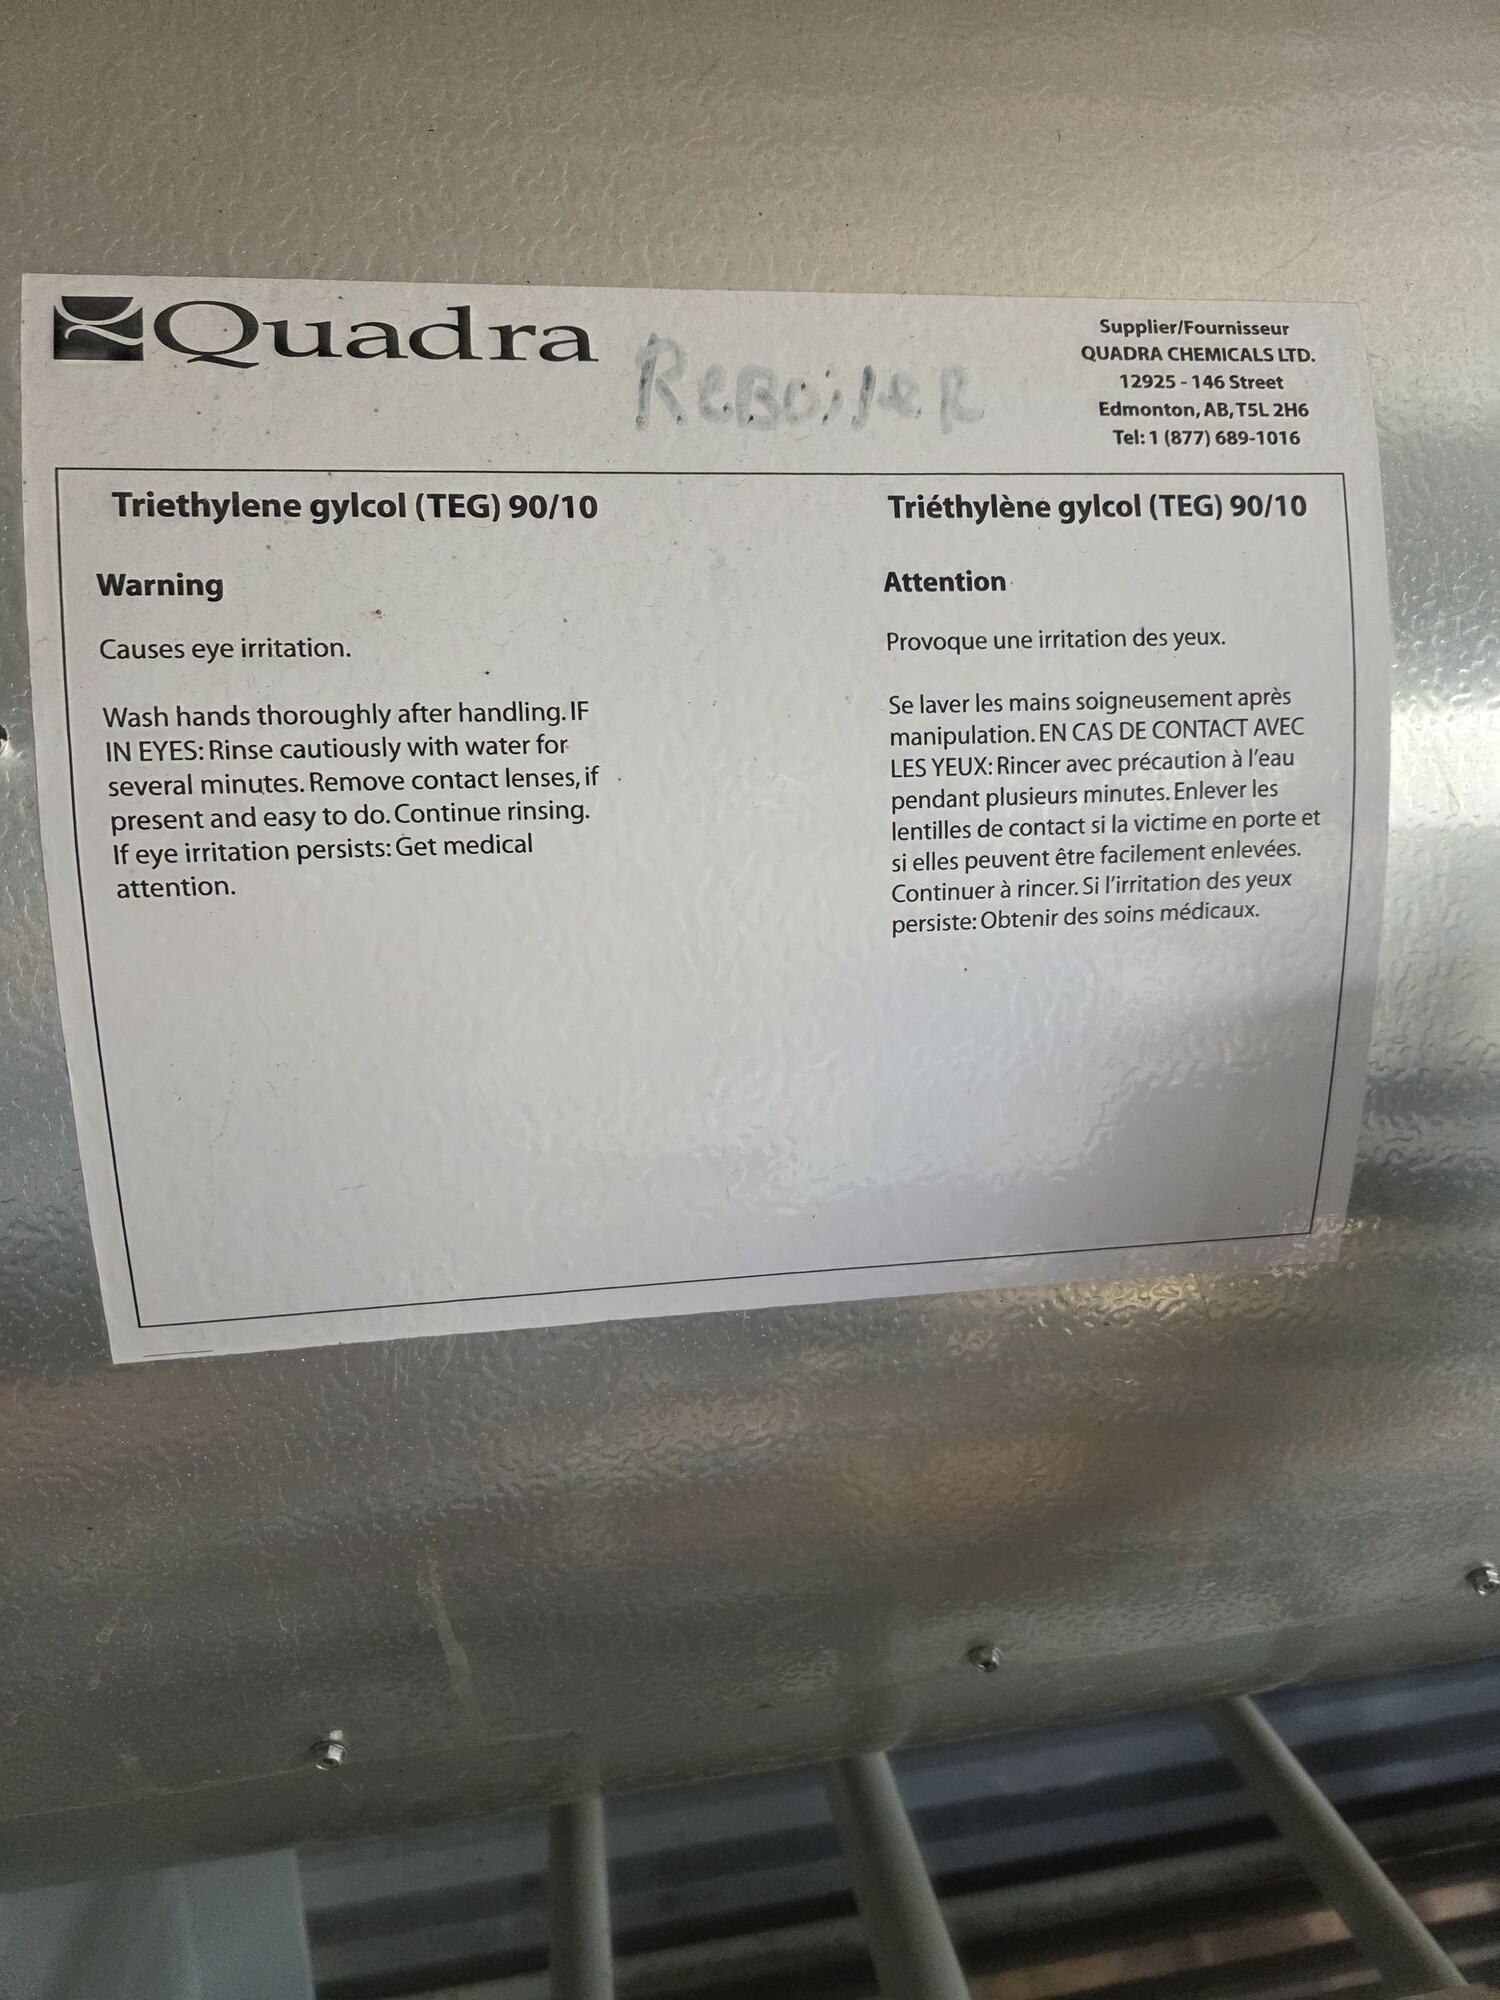 Quadra
ReBoileR
Supplier/Fournisseur
QUADRA CHEMICALS LTD.
12925 - 146 Street
Edmonton, AB, T5L 2H6
Tel: 1 (877) 689-1016
Triethylene gylcol (TEG) 90/10
Warning
Causes eye irritation.
Wash hands thoroughly after handling. IF
IN EYES: Rinse cautiously with water for
several minutes. Remove contact lenses, if
present and easy to do. Continue rinsing.
If eye irritation persists: Get medical
attention.
Triéthylène gylcol (TEG) 90/10
Attention
Provoque une irritation des yeux.
Se laver les mains soigneusement après
manipulation. EN CAS DE CONTACT AVEC
LES YEUX: Rincer avec précaution à l'eau
pendant plusieurs minutes. Enlever les
lentilles de contact si la victime en porte et
si elles peuvent être facilement enlevées.
Continuer à rincer. Si l'irritation des yeux
persiste: Obtenir des soins médicaux.